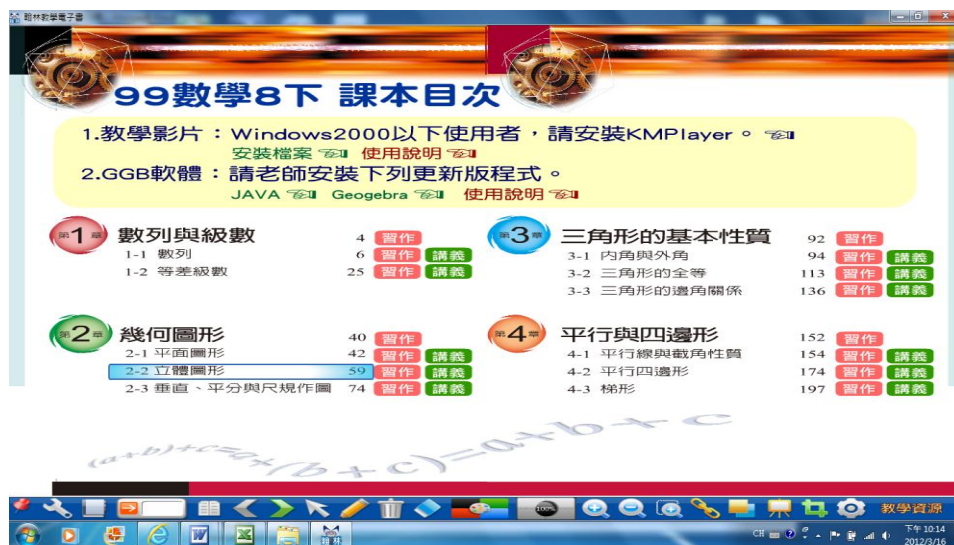 翰林教學電子書
99數學8下 課本目次
1.教學影片：Windows2000以下使用者，請安裝KMPlayer。
安裝檔案 使用說明
2.GGB軟體：請老師安裝下列更新版程式。
JAVA Geogebra 使用說明
第1章 數列與級數 4 習作
1-1 數列 6 習作 講義
1-2 等差級數 25 習作 講義
第2章 幾何圖形 40 習作
2-1 平面圖形 42 習作 講義
2-2 立體圖形 59 習作 講義
2-3 垂直、平分與尺規作圖 74 習作 講義
第3章 三角形的基本性質 92 習作
3-1 內角與外角 94 習作 講義
3-2 三角形的全等 113 習作 講義
3-3 三角形的邊角關係 136 習作 講義
第4章 平行與四邊形 152 習作
4-1 平行線與截角性質 154 習作 講義
4-2 平行四邊形 174 習作 講義
4-3 梯形 197 習作 講義
(a+b)+c=a+(b+c)=a+b+c
100%
教學資源
翰林
CH
下午 10:14
2012/3/16